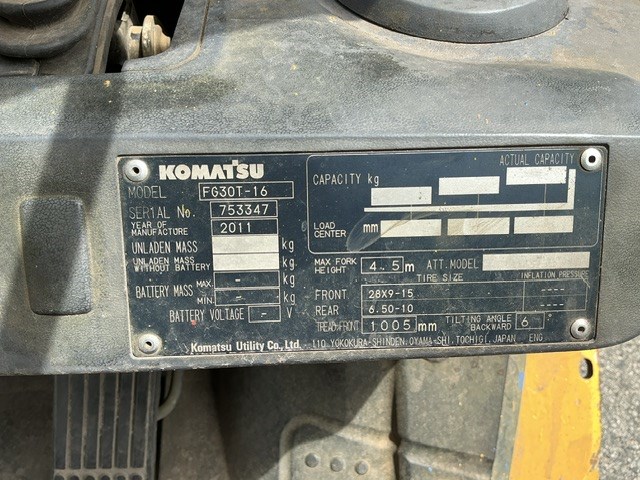 KOMATSU
MODEL FG30T-16
SERIAL No. 753347
YEAR OF MANUFACTURE 2011
UNLADEN MASS kg
UNLADEN MASS WITHOUT BATTERY kg
BATTERY MASS MAX. - kg
MIN. - kg
BATTERY VOLTAGE - V
Komatsu Utility Co., Ltd.
ACTUAL CAPACITY
CAPACITY kg
LOAD CENTER mm
MAX FORK HEIGHT 4.5m ATT. MODEL
TIRE SIZE INFLATION PRESSURE
FRONT 28X9-15 ----
REAR 6.50-10 ----
TREAD:FRONT 1005mm TILTING ANGLE BACKWARD 6°
110 YOKOKURA-SHINDEN, OYAMA-SHI, TOCHIGI, JAPAN ENG